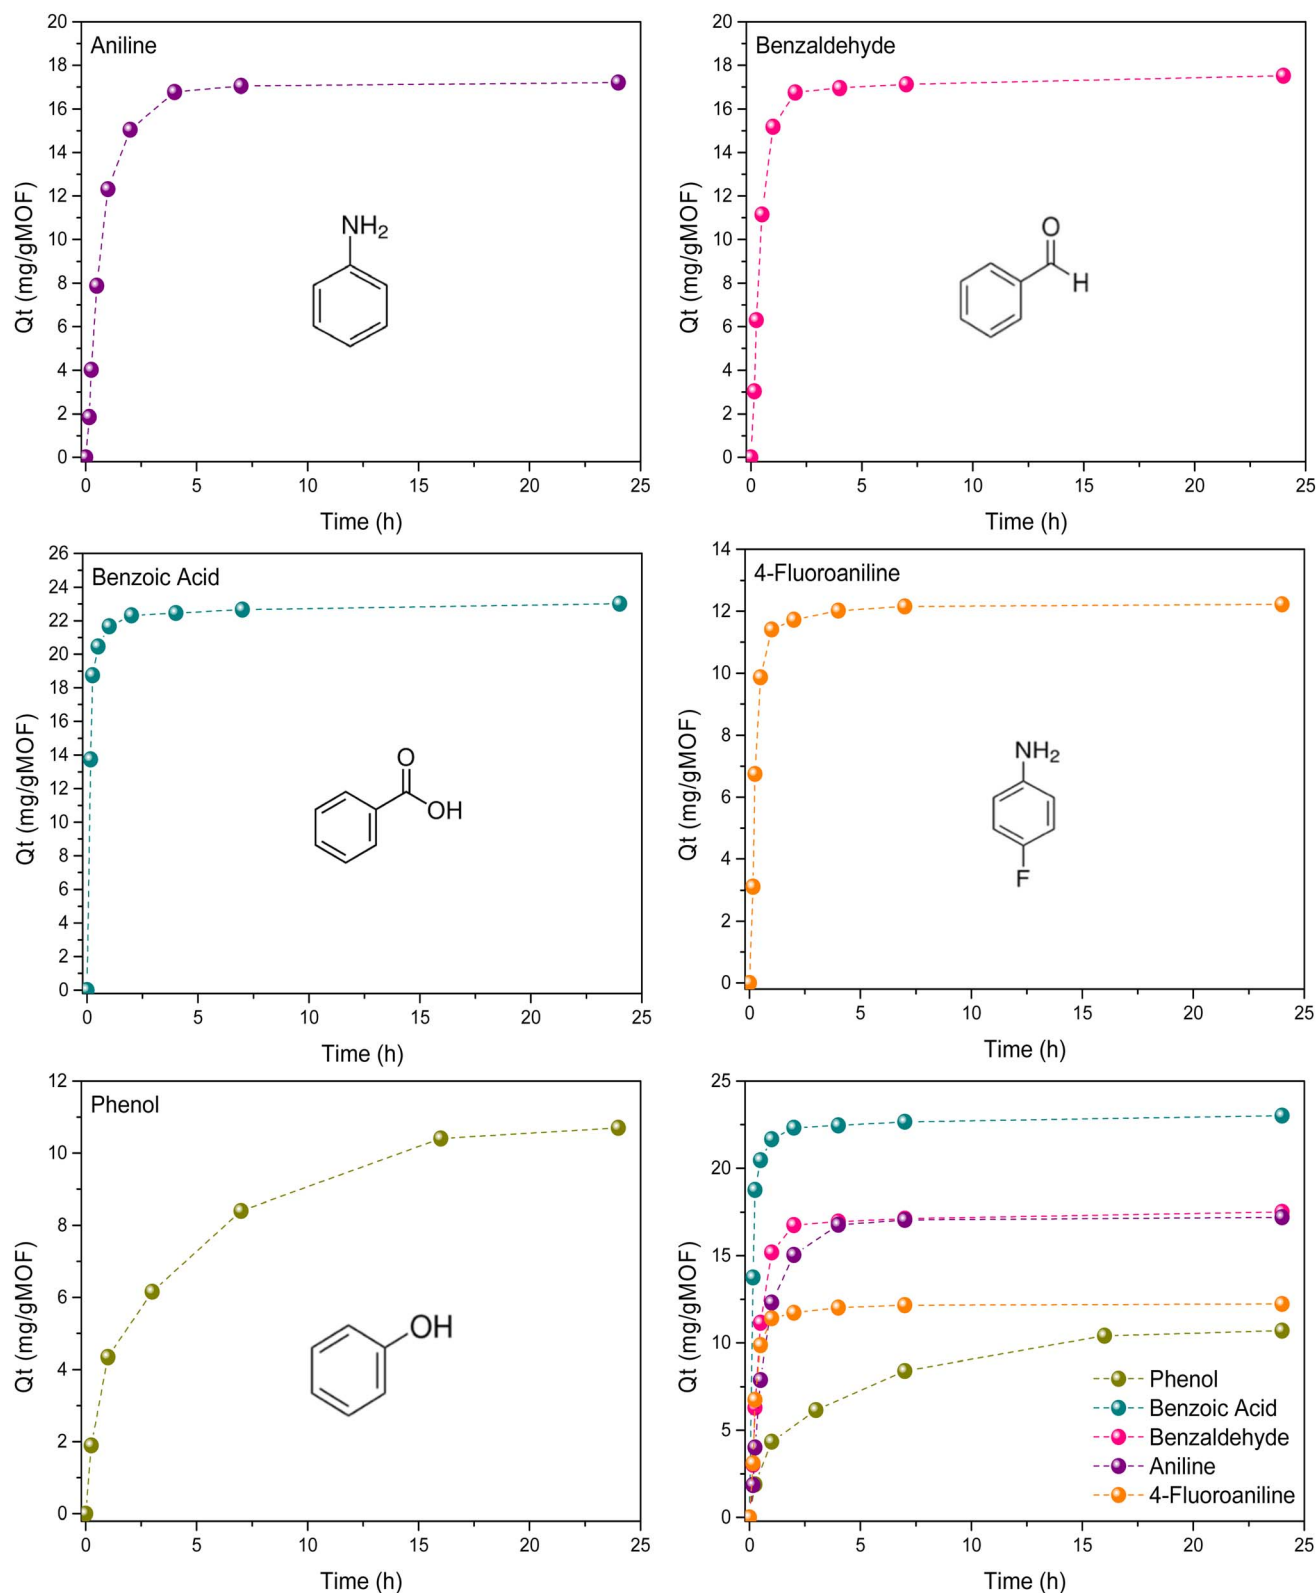 Aniline
20
18
16
14
12
10
8
6
4
2
0
Qt (mg/gMOF)
NH2
0 5 10 15 20 25
Time (h)
Benzaldehyde
20
18
16
14
12
10
8
6
4
2
0
Qt (mg/gMOF)
O
H
0 5 10 15 20 25
Time (h)
Benzoic Acid
26
24
22
20
18
16
14
12
10
8
6
4
2
0
Qt (mg/gMOF)
O
OH
0 5 10 15 20 25
Time (h)
4-Fluoroaniline
14
12
10
8
6
4
2
0
Qt (mg/gMOF)
NH2
F
0 5 10 15 20 25
Time (h)
Phenol
12
10
8
6
4
2
0
Qt (mg/gMOF)
OH
0 5 10 15 20 25
Time (h)
25
20
15
10
5
0
Qt (mg/gMOF)
Phenol
Benzoic Acid
Benzaldehyde
Aniline
4-Fluoroaniline
0 5 10 15 20 25
Time (h)